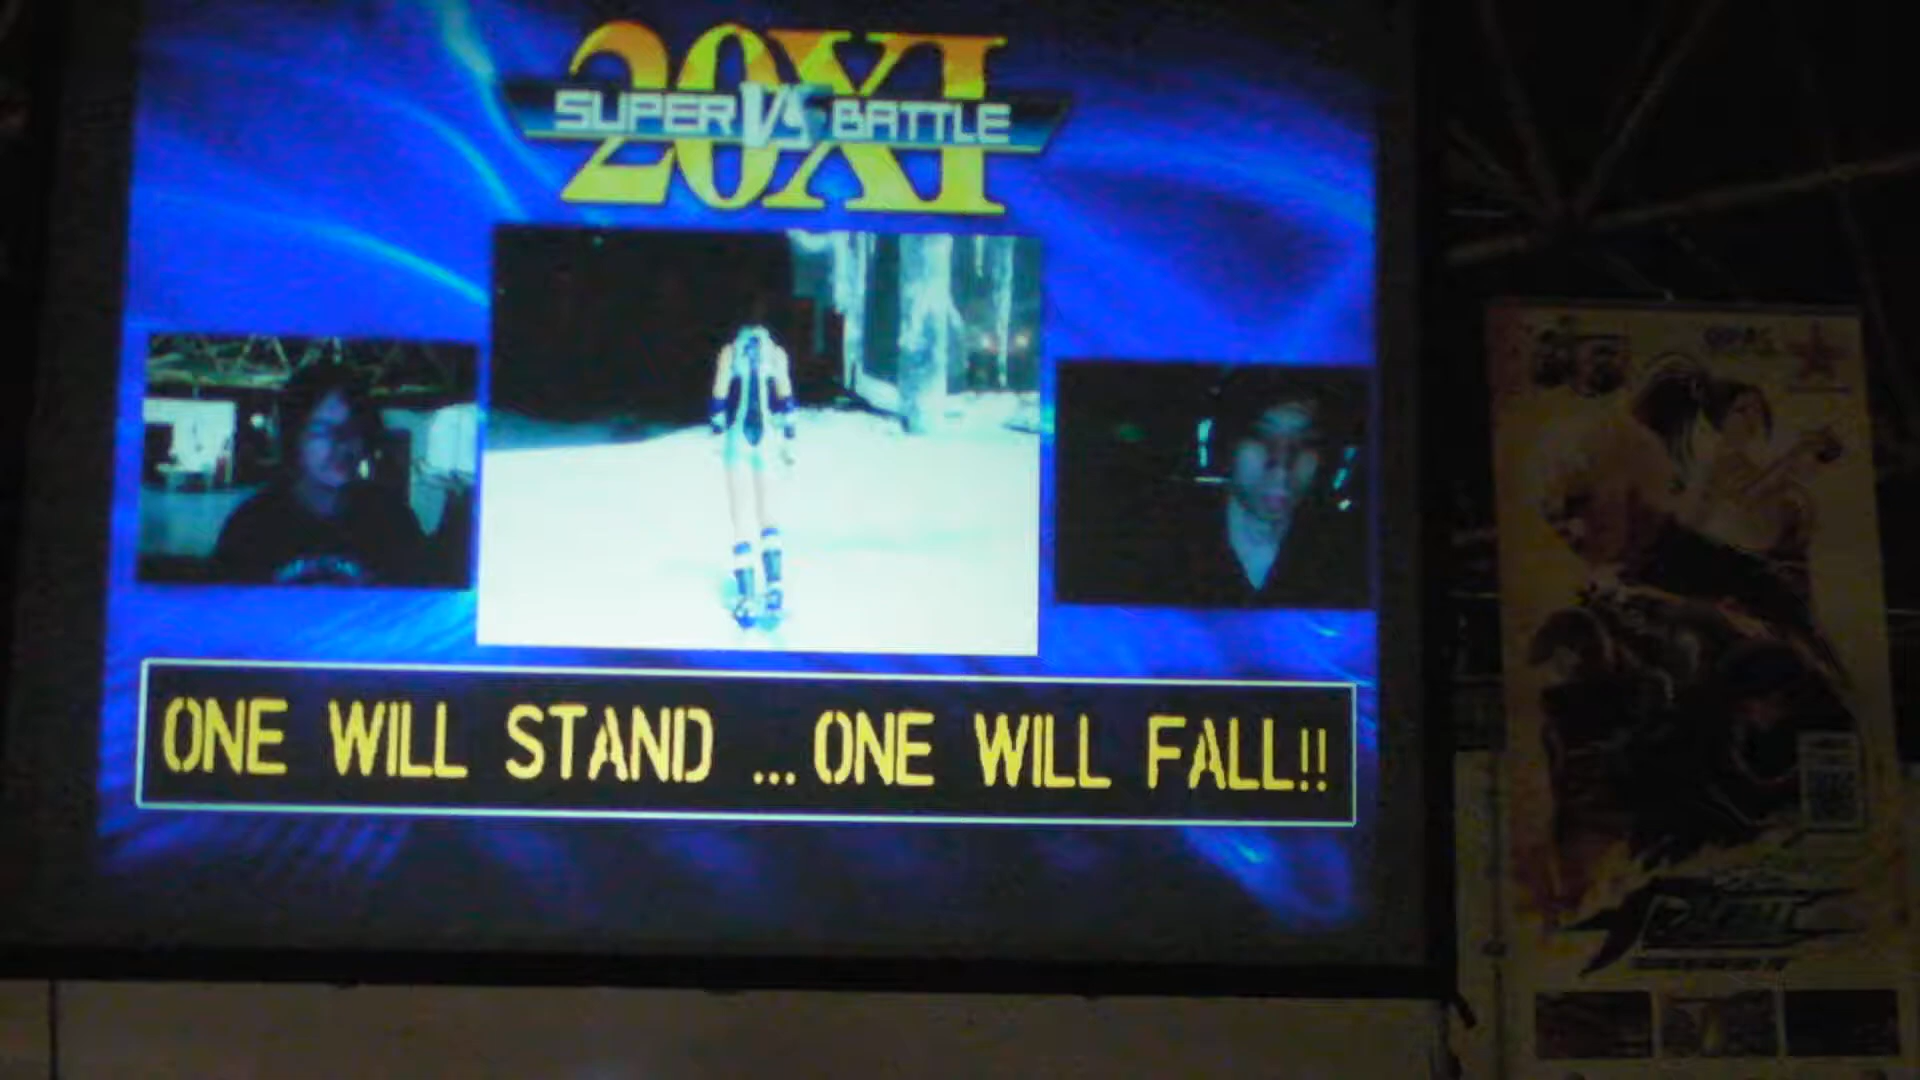 20XI
SUPER VS BATTLE
ONE WILL STAND ... ONE WILL FALL!!